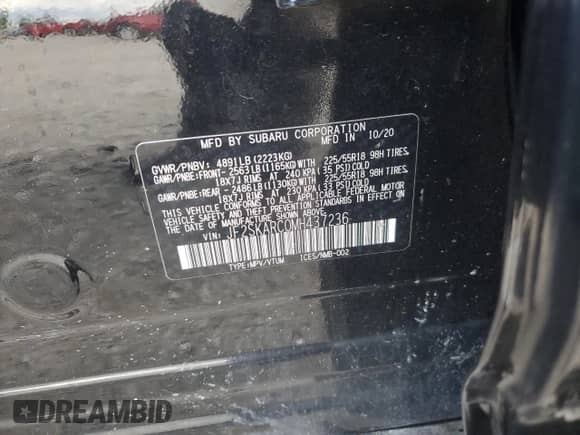 MFD BY SUBARU CORPORATION
MFD IN 10/20
GVWR/PNBV: 4891LB(2223KG)
GAWR/PNBE:FRONT- 2563LB(1165KG)WITH 225/55R18 98H TIRES,
18X7J RIMS, AT 240 KPA(35 PSI)COLD
GAWR/PNBE:REAR- 2486LB(1130KG)WITH 225/55R18 98H TIRES,
18X7J RIMS, AT 230 KPA(33 PSI)COLD
THIS VEHICLE CONFORMS TO ALL APPLICABLE FEDERAL MOTOR
VEHICLE SAFETY STANDARDS IN EFFECT ON THE DATE OF
MANUFACTURE SHOWN ABOVE.
VIN: JF2SKARC0MH437236
TYPE:MPV/VTUM ICES/NMB-002
DREAMBID